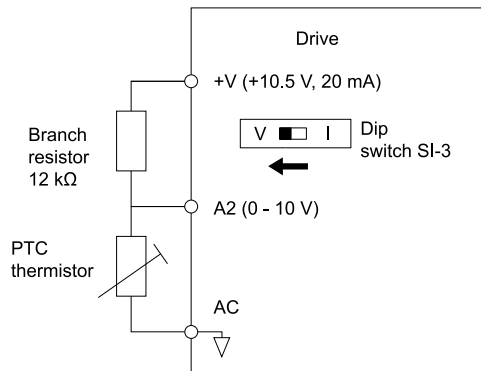 Drive
+V (+10.5 V, 20 mA)
Branch
resistor
12 kΩ
V I
Dip
switch SI-3
A2 (0 - 10 V)
PTC
thermistor
AC